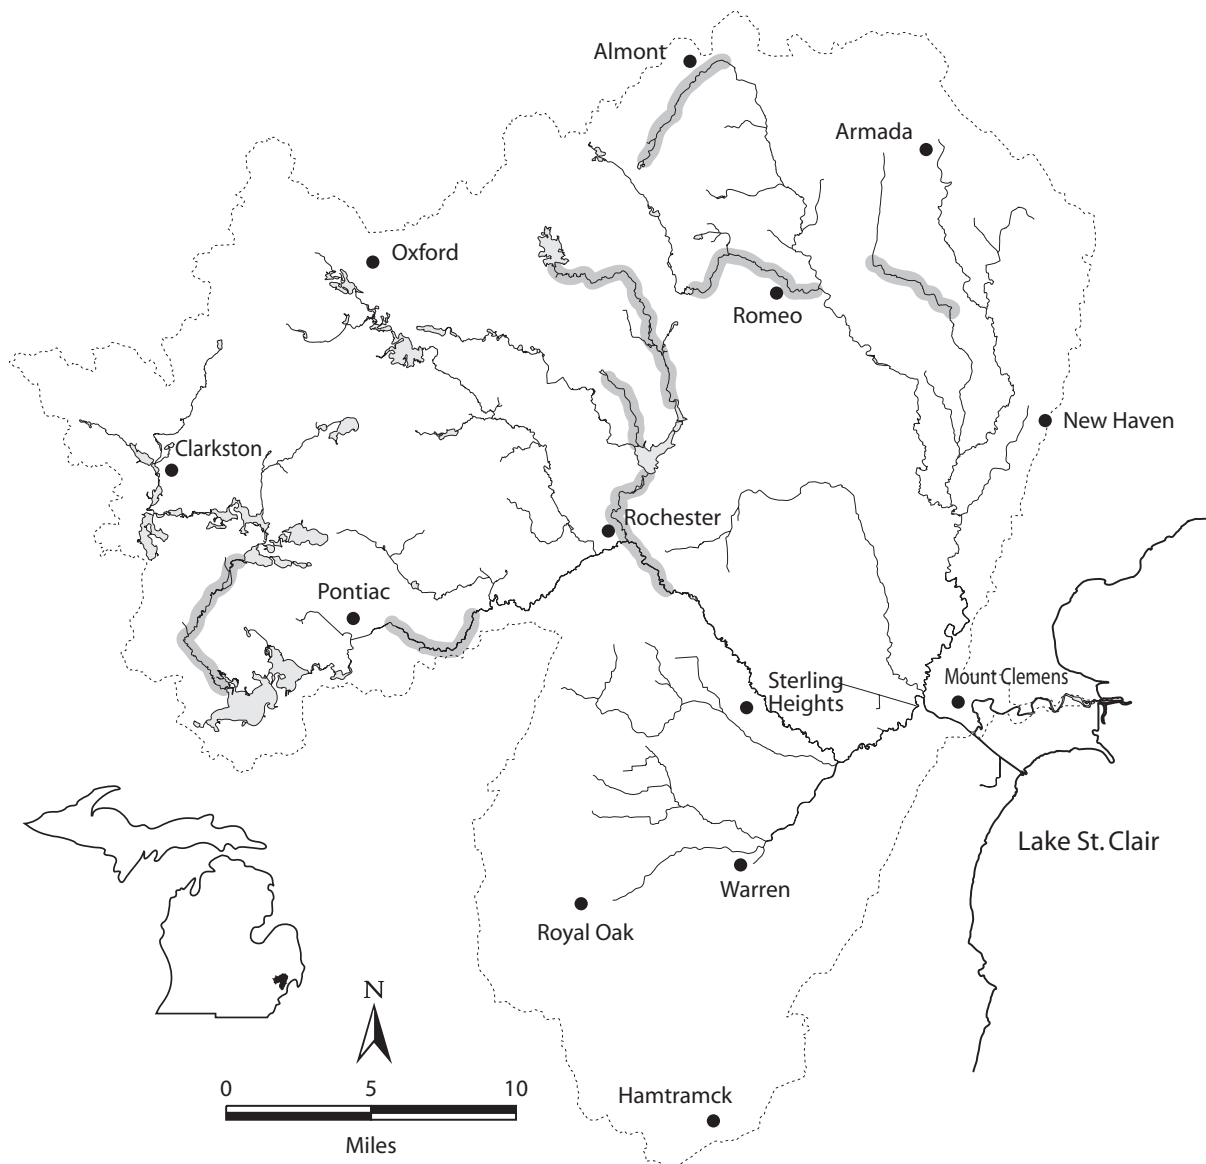 Almont
Armada
Oxford
Romeo
New Haven
Clarkston
Rochester
Pontiac
Sterling
Heights
Mount Clemens
Lake St. Clair
Warren
Royal Oak
N
0 5 10
Miles
Hamtramck